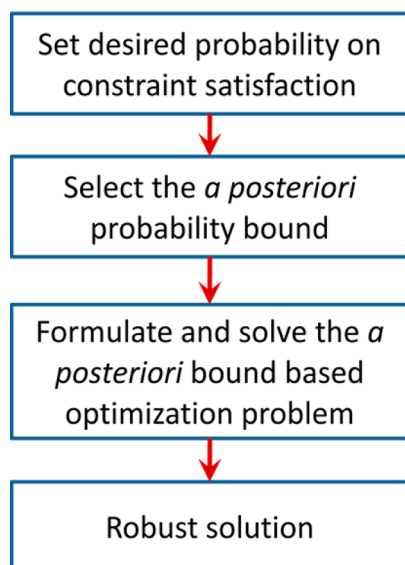 Set desired probability on
constraint satisfaction
Select the a posteriori
probability bound
Formulate and solve the a
posteriori bound based
optimization problem
Robust solution